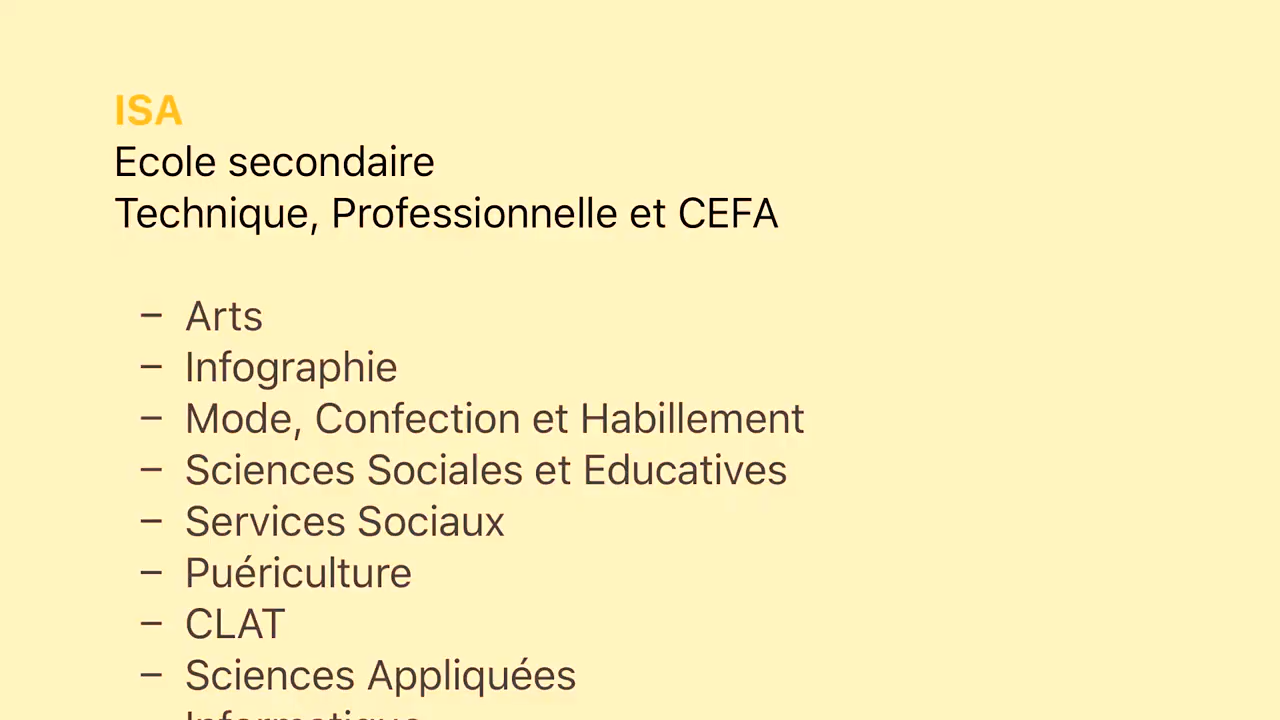 ISA
Ecole secondaire
Technique, Professionnelle et CEFA
– Arts
– Infographie
– Mode, Confection et Habillement
– Sciences Sociales et Educatives
– Services Sociaux
– Puériculture
– CLAT
– Sciences Appliquées
Informatique